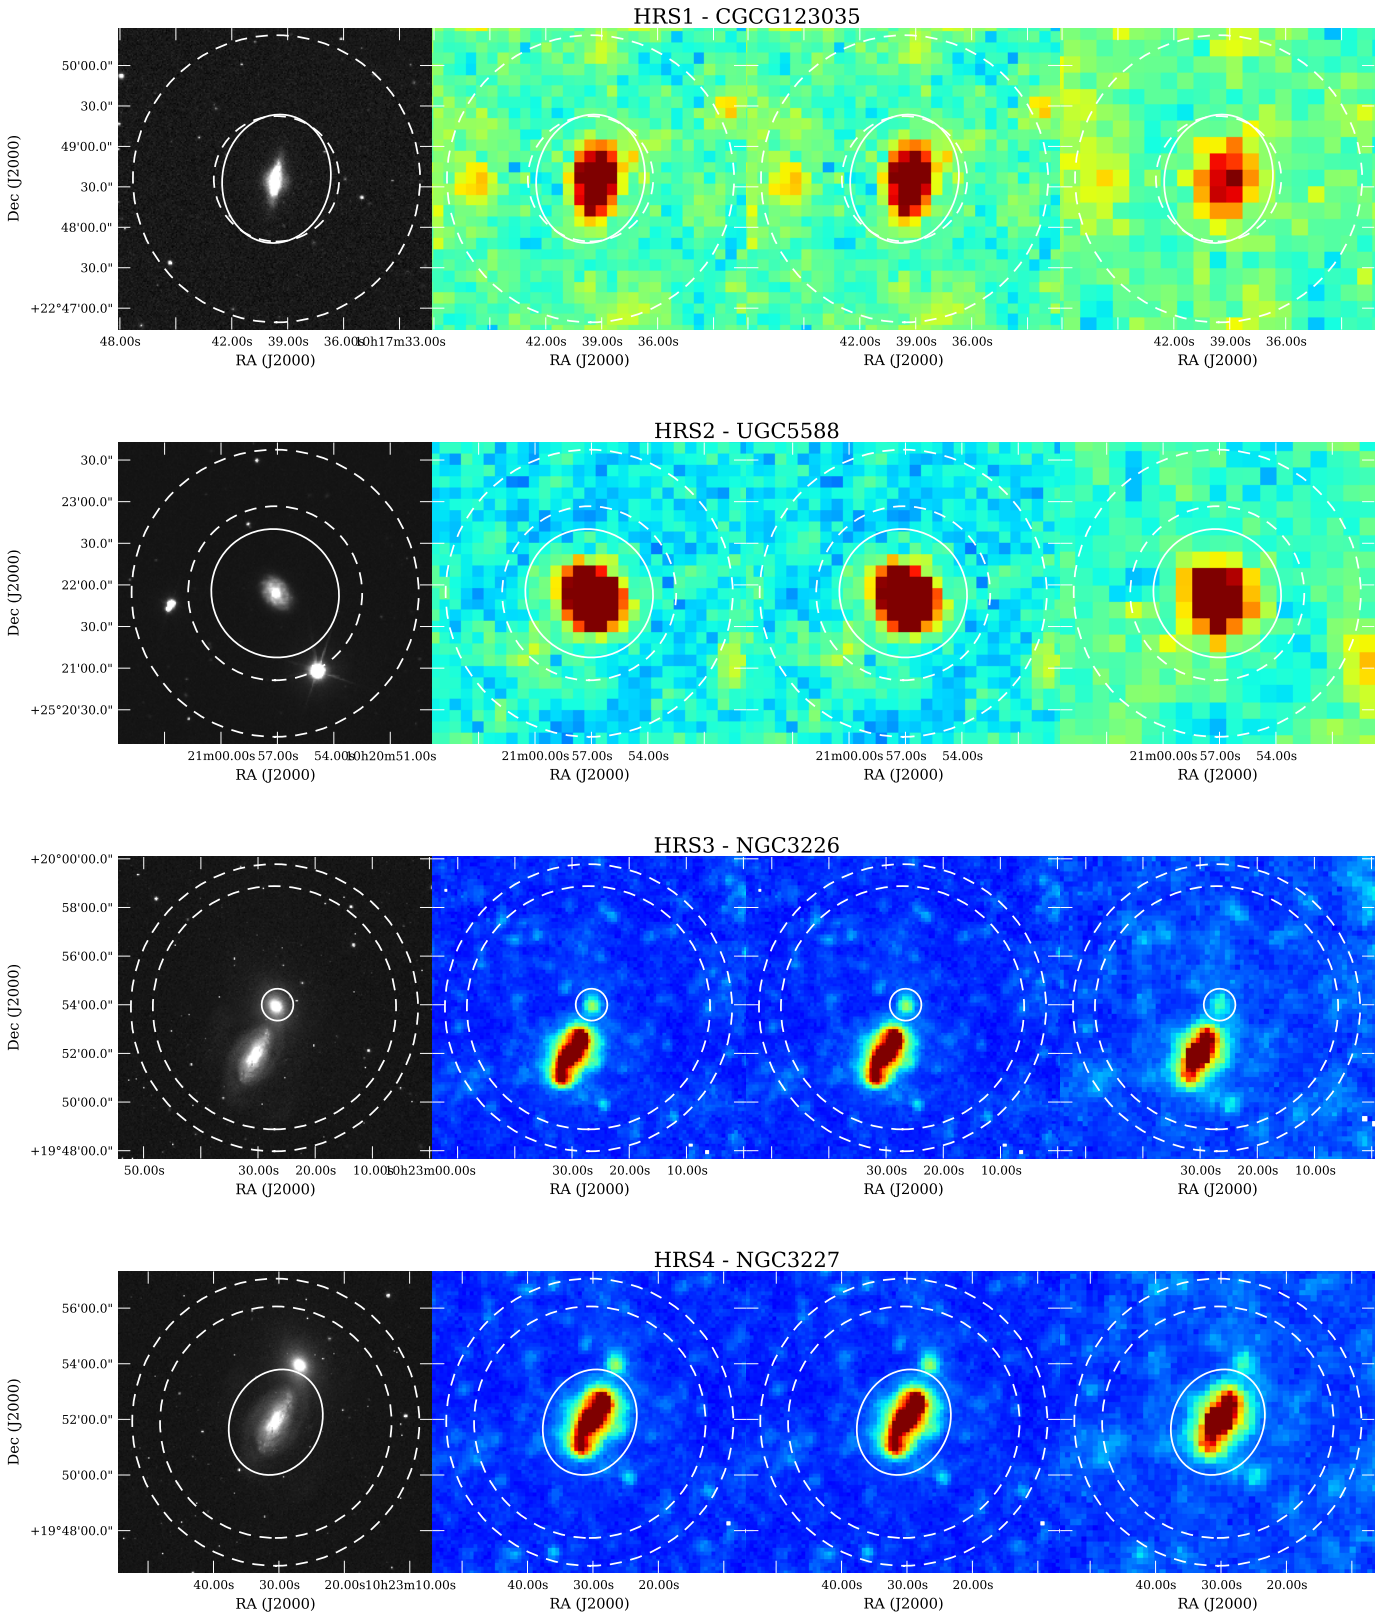 HRS1 - CGCG123035
50'00.0"
30.0"
49'00.0"
30.0"
48'00.0"
30.0"
+22°47'00.0"
Dec (J2000)
48.00s 42.00s 39.00s 36.00s 10h17m33.00s 42.00s 39.00s 36.00s 42.00s 39.00s 36.00s 42.00s 39.00s 36.00s
RA (J2000) RA (J2000) RA (J2000) RA (J2000)
HRS2 - UGC5588
30.0"
23'00.0"
30.0"
22'00.0"
30.0"
21'00.0"
+25°20'30.0"
Dec (J2000)
21m00.00s 57.00s 54.00s 10h20m51.00s 21m00.00s 57.00s 54.00s 21m00.00s 57.00s 54.00s 21m00.00s 57.00s 54.00s
RA (J2000) RA (J2000) RA (J2000) RA (J2000)
HRS3 - NGC3226
+20°00'00.0"
58'00.0"
56'00.0"
54'00.0"
52'00.0"
50'00.0"
+19°48'00.0"
Dec (J2000)
50.00s 30.00s 20.00s 10.00s 10h23m00.00s 30.00s 20.00s 10.00s 30.00s 20.00s 10.00s 30.00s 20.00s 10.00s
RA (J2000) RA (J2000) RA (J2000) RA (J2000)
HRS4 - NGC3227
56'00.0"
54'00.0"
52'00.0"
50'00.0"
+19°48'00.0"
Dec (J2000)
40.00s 30.00s 20.00s 10h23m10.00s 40.00s 30.00s 20.00s 40.00s 30.00s 20.00s 40.00s 30.00s 20.00s
RA (J2000) RA (J2000) RA (J2000) RA (J2000)